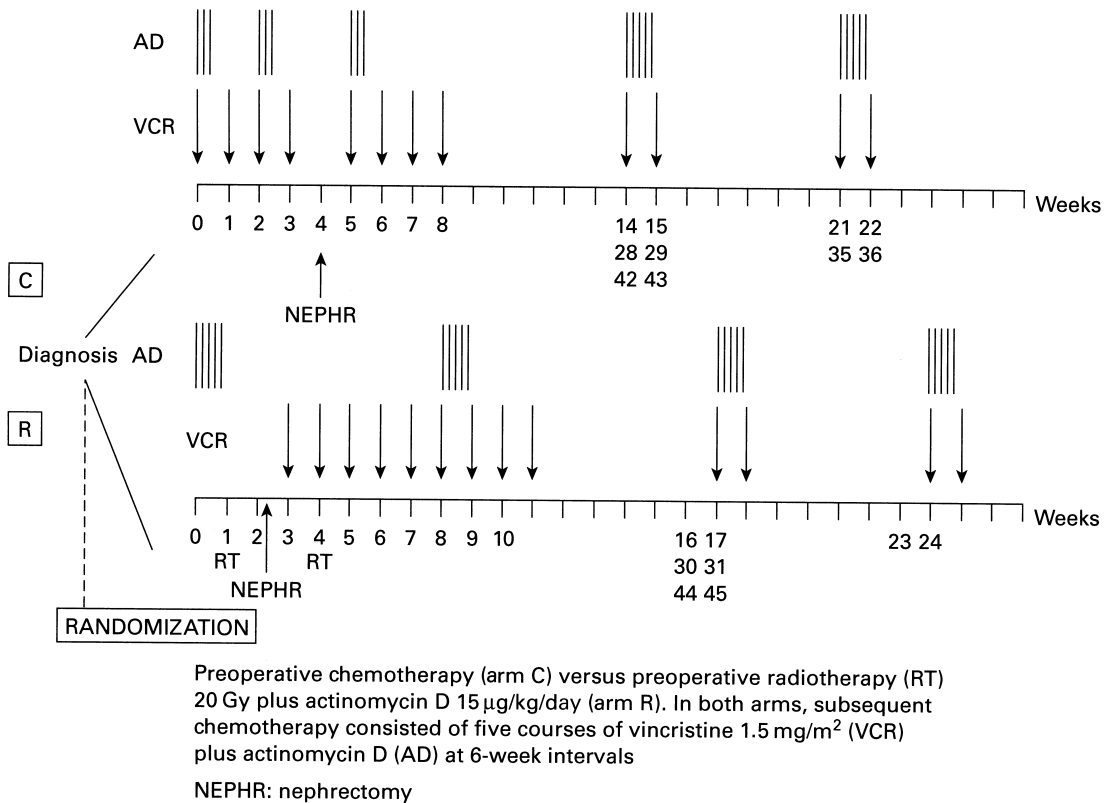 AD
VCR
Weeks
0 1 2 3 4 5 6 7 8 14 15 21 22
28 29 35 36
42 43
C
NEPHR
Diagnosis AD
R
VCR
Weeks
0 1 2 3 4 5 6 7 8 9 10 16 17 23 24
RT RT 30 31
NEPHR 44 45
RANDOMIZATION
Preoperative chemotherapy (arm C) versus preoperative radiotherapy (RT)
20 Gy plus actinomycin D 15 µg/kg/day (arm R). In both arms, subsequent
chemotherapy consisted of five courses of vincristine 1.5 mg/m² (VCR)
plus actinomycin D (AD) at 6-week intervals
NEPHR: nephrectomy